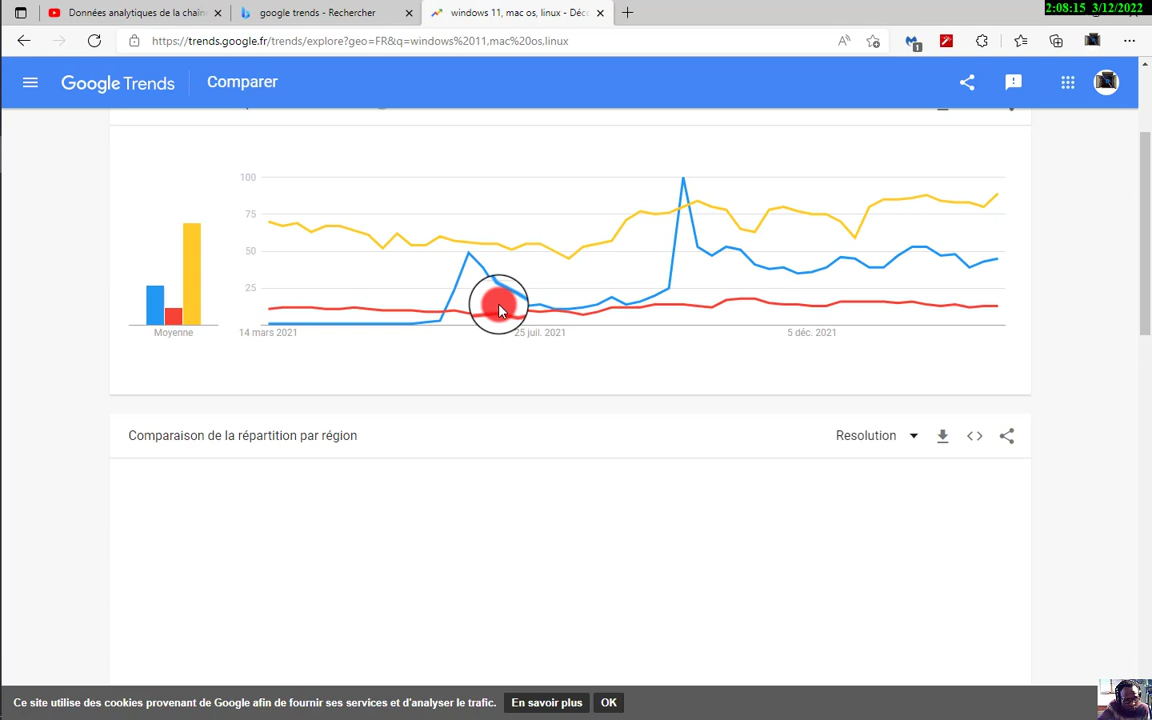 Données analytiques de la chaîn
google trends - Rechercher
windows 11, mac os, linux - Déco
2:08:15 3/12/2022
https://trends.google.fr/trends/explore?geo=FR&q=windows%2011,mac%20os,linux
1
Google Trends
Comparer
100
75
50
25
Moyenne
14 mars 2021
25 juil. 2021
5 déc. 2021
Comparaison de la répartition par région
Resolution
Ce site utilise des cookies provenant de Google afin de fournir ses services et d'analyser le trafic.
En savoir plus
OK